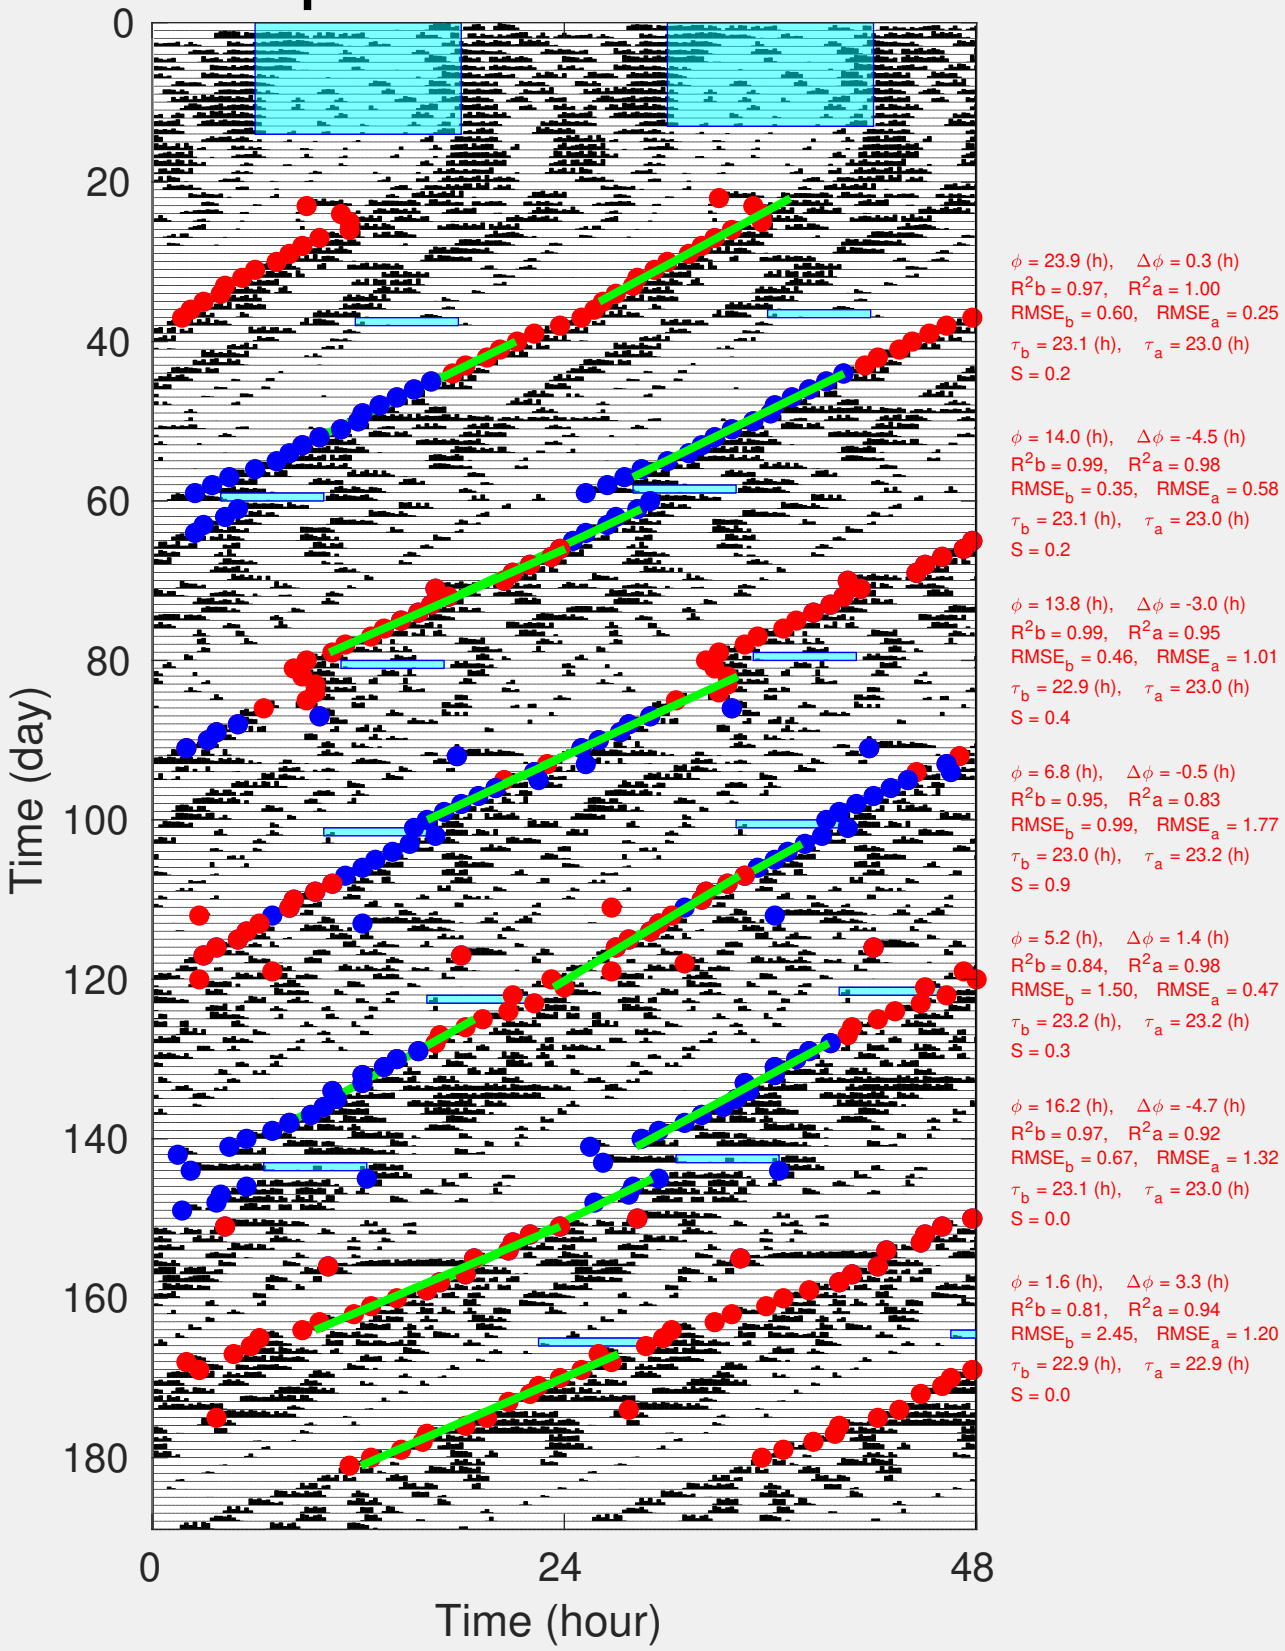 0
20
40
60
80
100
120
140
160
180
Time (day)
0 24 48
Time (hour)
ϕ = 23.9 (h), Δϕ = 0.3 (h)
R²b = 0.97, R²a = 1.00
RMSE_b = 0.60, RMSE_a = 0.25
τ_b = 23.1 (h), τ_a = 23.0 (h)
S = 0.2
ϕ = 14.0 (h), Δϕ = -4.5 (h)
R²b = 0.99, R²a = 0.98
RMSE_b = 0.35, RMSE_a = 0.58
τ_b = 23.1 (h), τ_a = 23.0 (h)
S = 0.2
ϕ = 13.8 (h), Δϕ = -3.0 (h)
R²b = 0.99, R²a = 0.95
RMSE_b = 0.46, RMSE_a = 1.01
τ_b = 22.9 (h), τ_a = 23.0 (h)
S = 0.4
ϕ = 6.8 (h), Δϕ = -0.5 (h)
R²b = 0.95, R²a = 0.83
RMSE_b = 0.99, RMSE_a = 1.77
τ_b = 23.0 (h), τ_a = 23.2 (h)
S = 0.9
ϕ = 5.2 (h), Δϕ = 1.4 (h)
R²b = 0.84, R²a = 0.98
RMSE_b = 1.50, RMSE_a = 0.47
τ_b = 23.2 (h), τ_a = 23.2 (h)
S = 0.3
ϕ = 16.2 (h), Δϕ = -4.7 (h)
R²b = 0.97, R²a = 0.92
RMSE_b = 0.67, RMSE_a = 1.32
τ_b = 23.1 (h), τ_a = 23.0 (h)
S = 0.0
ϕ = 1.6 (h), Δϕ = 3.3 (h)
R²b = 0.81, R²a = 0.94
RMSE_b = 2.45, RMSE_a = 1.20
τ_b = 22.9 (h), τ_a = 22.9 (h)
S = 0.0